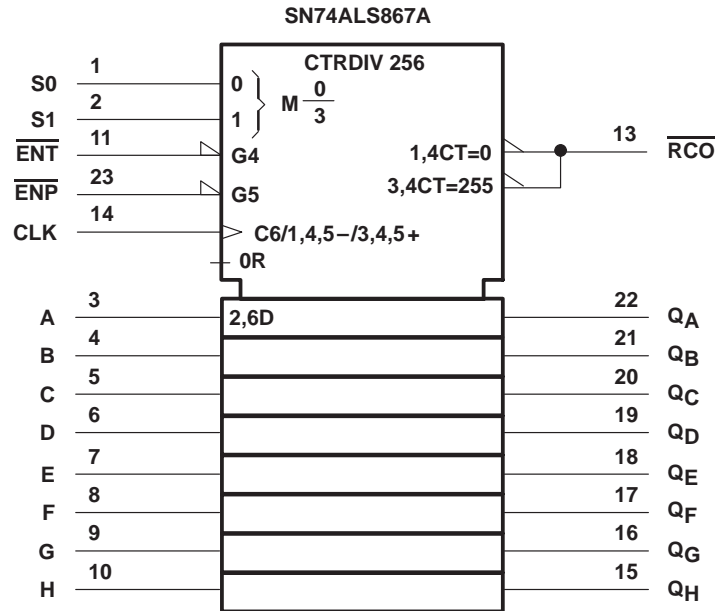 SN74ALS867A
CTRDIV 256
S0 1 0 M 0/3
S1 2 1
ENT 11 G4 1,4CT=0 13 RCO
ENP 23 G5 3,4CT=255
CLK 14 C6/1,4,5−/3,4,5+
0R
A 3 2,6D 22 QA
B 4 21 QB
C 5 20 QC
D 6 19 QD
E 7 18 QE
F 8 17 QF
G 9 16 QG
H 10 15 QH